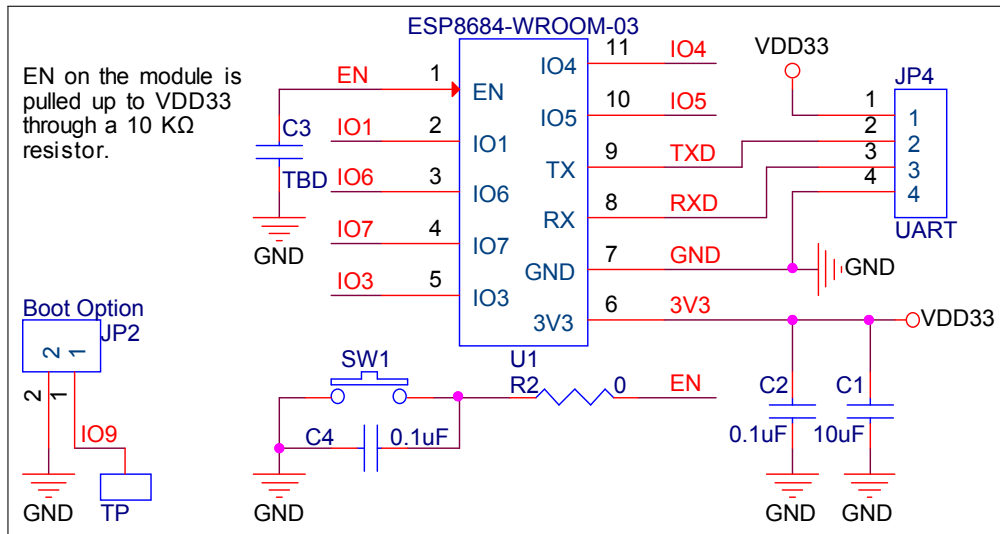 ESP8684-WROOM-03
EN on the module is
pulled up to VDD33
through a 10 KΩ
resistor.
EN
1
EN
C3
TBD
GND
IO1
2
IO1
IO6
3
IO6
IO7
4
IO7
IO3
5
IO3
11
IO4
IO4
10
IO5
IO5
9
TX
TXD
8
RX
RXD
7
GND
GND
6
3V3
3V3
U1
VDD33
JP4
1
1
2
2
3
3
4
4
UART
GND
VDD33
C2
0.1uF
GND
C1
10uF
GND
Boot Option
JP2
2
1
2
1
IO9
GND
TP
SW1
R2
0
EN
C4
0.1uF
GND